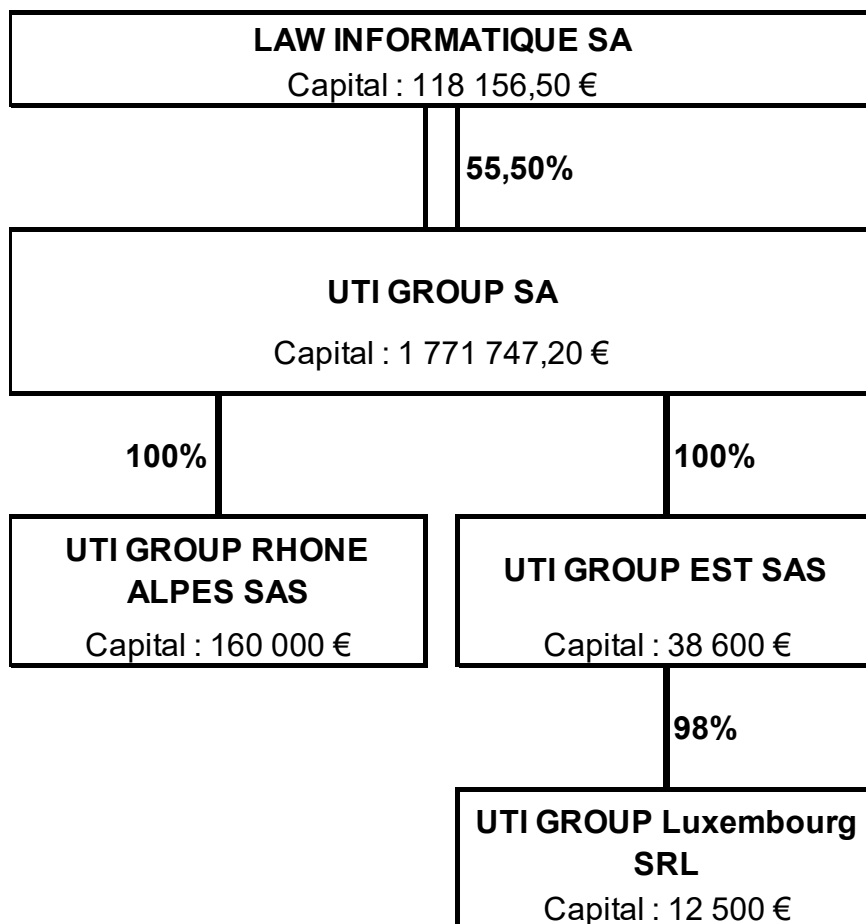 LAW INFORMATIQUE SA
Capital : 118 156,50 €
55,50%
UTI GROUP SA
Capital : 1 771 747,20 €
100%
100%
UTI GROUP RHONE
ALPES SAS
Capital : 160 000 €
UTI GROUP EST SAS
Capital : 38 600 €
98%
UTI GROUP Luxembourg
SRL
Capital : 12 500 €